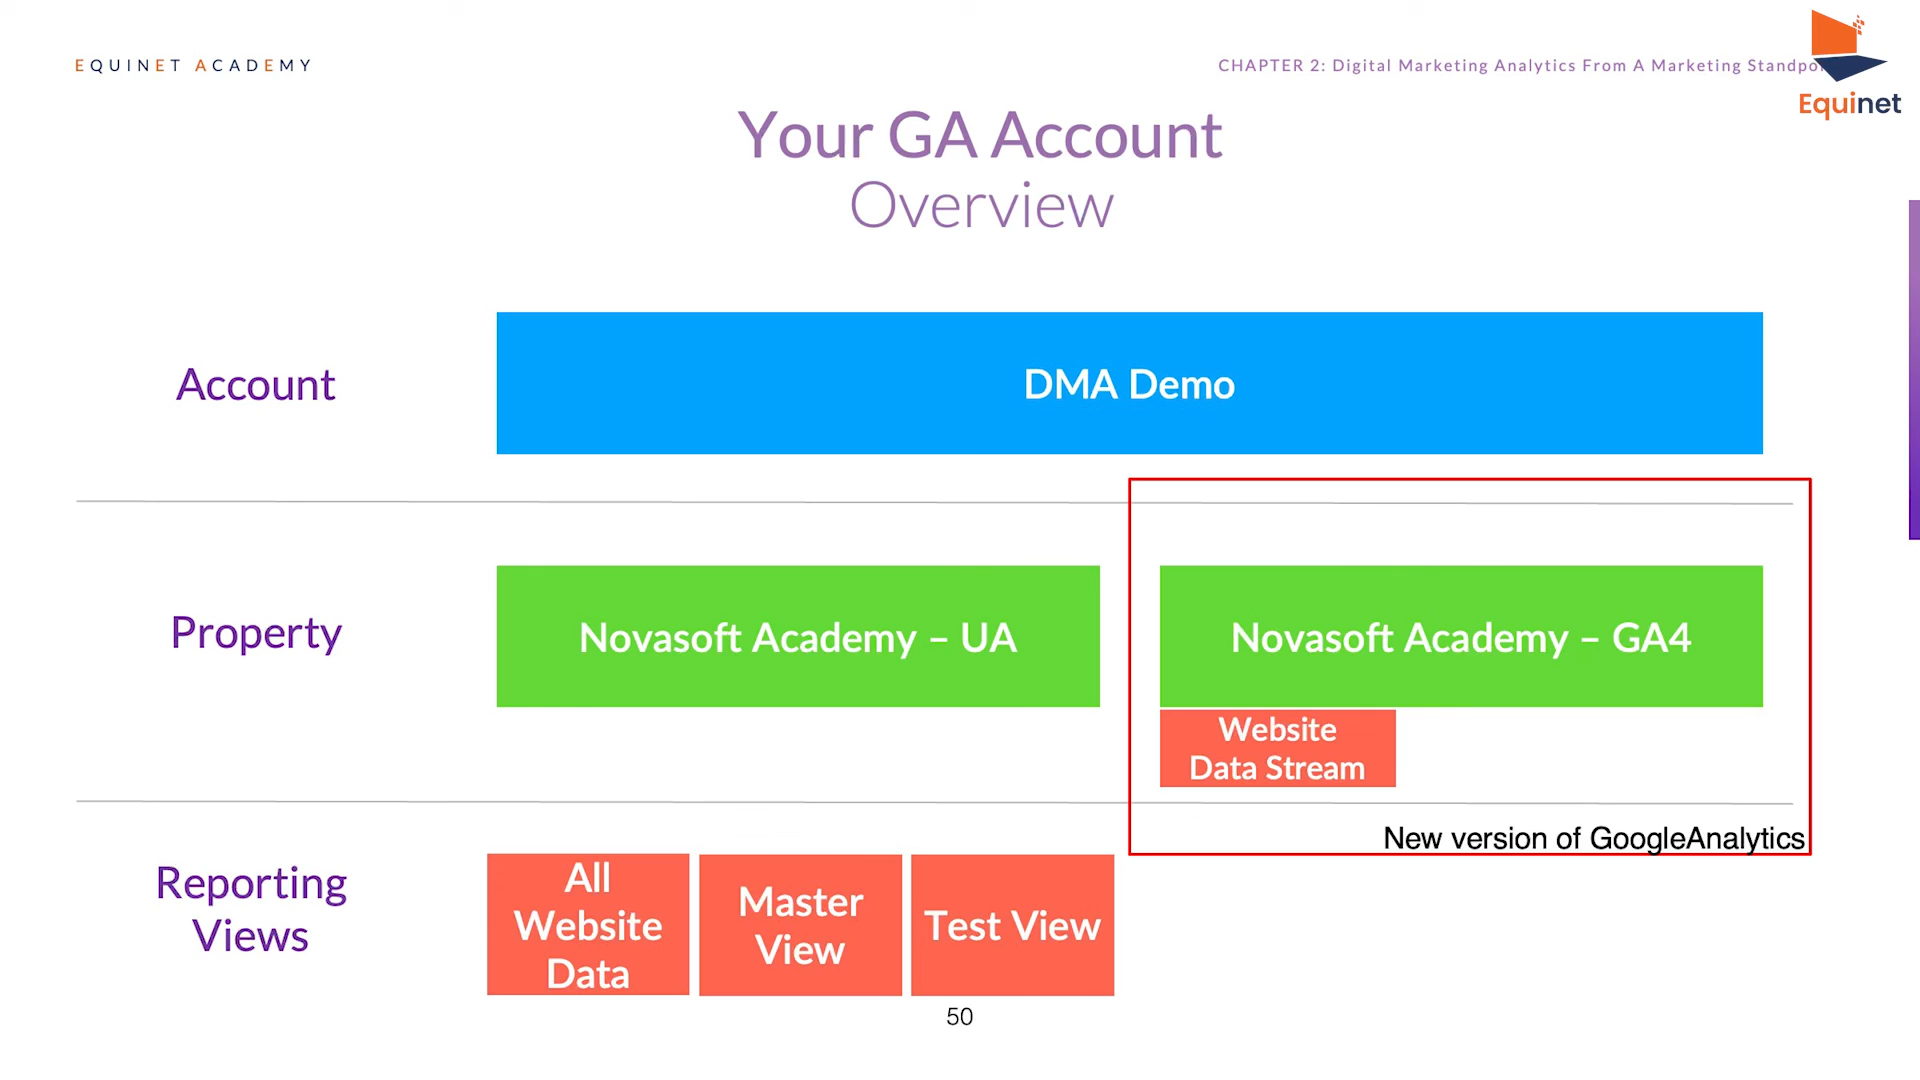 EQUINET ACADEMY
CHAPTER 2: Digital Marketing Analytics From A Marketing
Equinet
Your GA Account
Overview
Account
DMA Demo
Property
Novasoft Academy – UA
Novasoft Academy – GA4
Website
Data Stream
New version of GoogleAnalytics
Reporting
Views
All
Website
Data
Master
View
Test View
50